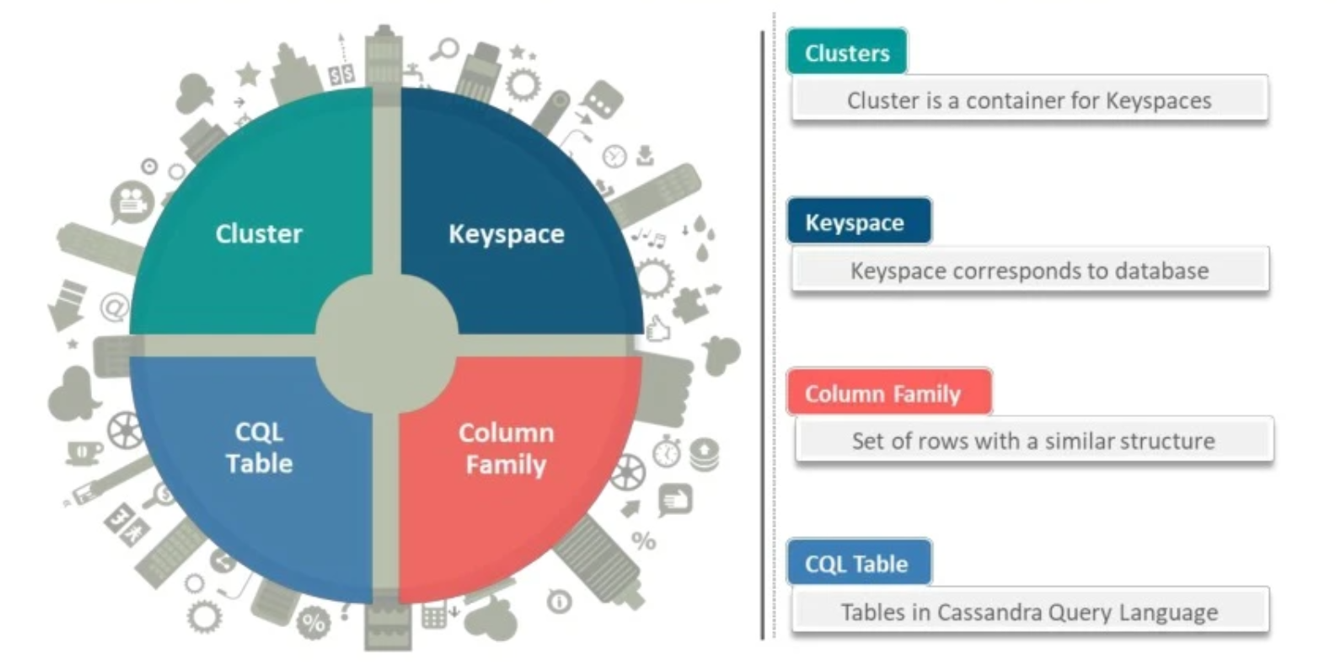 Cluster
Keyspace
CQL
Table
Column
Family
$$
@
%
%
Clusters
Cluster is a container for Keyspaces
Keyspace
Keyspace corresponds to database
Column Family
Set of rows with a similar structure
CQL Table
Tables in Cassandra Query Language